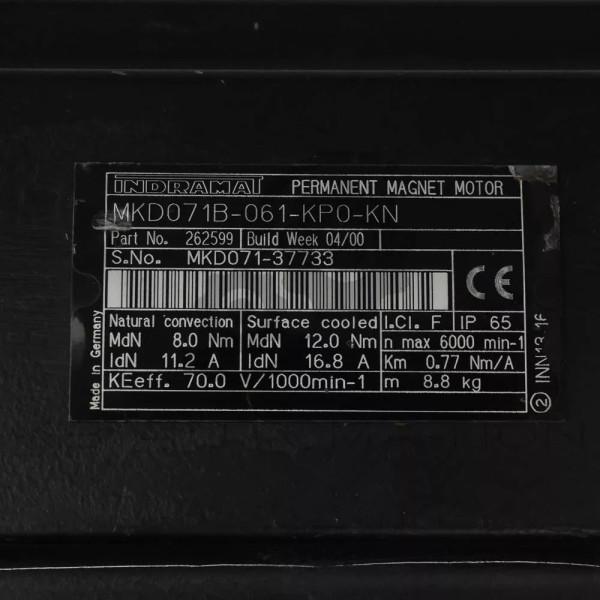 INDRAMAT PERMANENT MAGNET MOTOR
MKD071B-061-KP0-KN
Part No. 262599 Build Week 04/00
S.No. MKD071-37733
Natural convection Surface cooled I.Cl. F IP 65
MdN 8.0 Nm MdN 12.0 Nm n max 6000 min-1
IdN 11.2 A IdN 16.8 A Km 0.77 Nm/A
KEeff. 70.0 V/1000min-1 m 8.8 kg
Made in Germany
CE
2